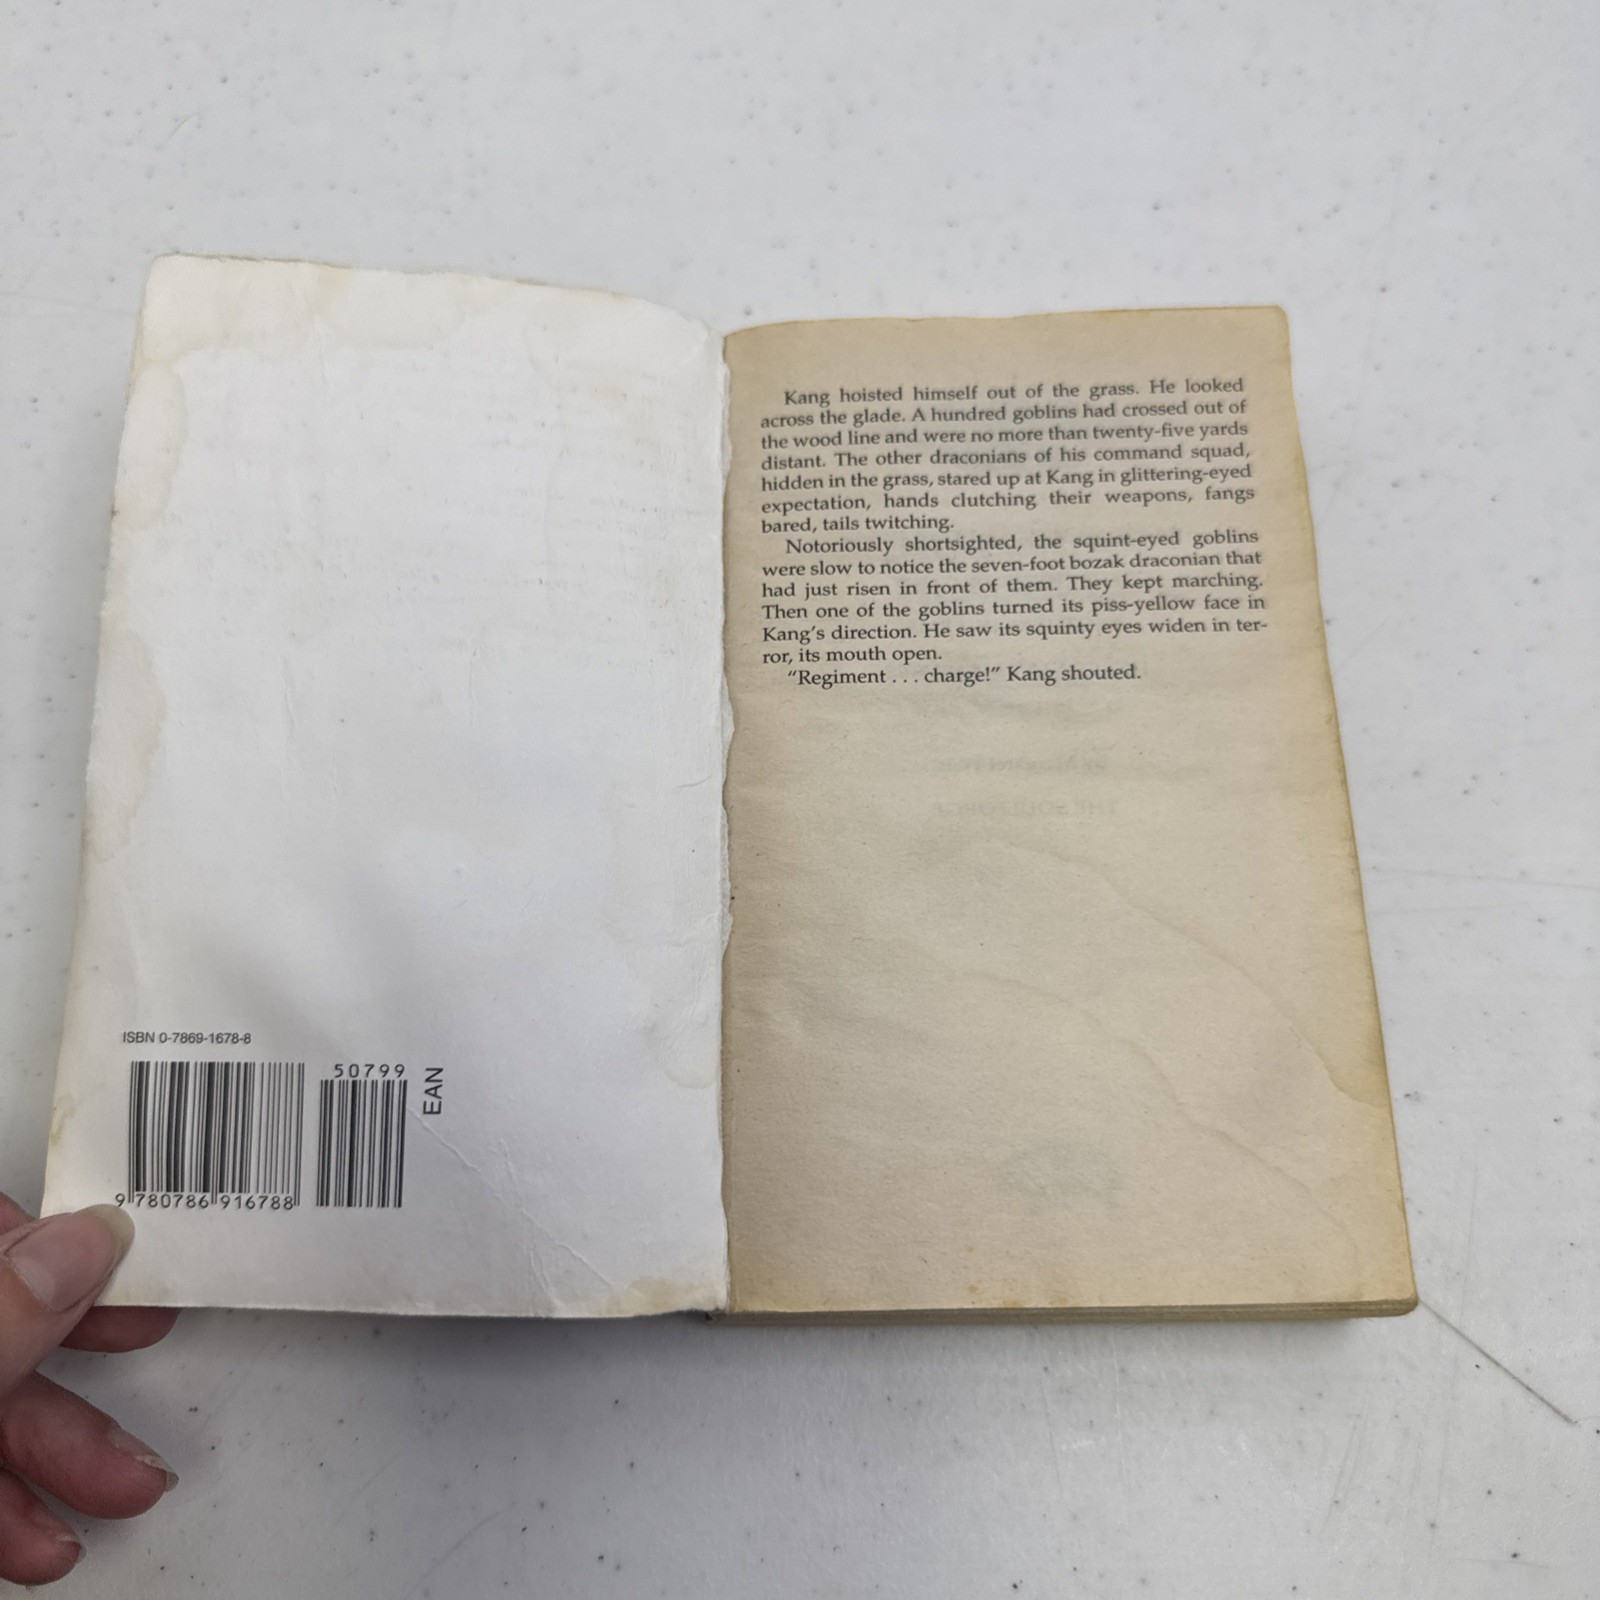 ISBN 0-7869-1678-8
50799
EAN
9 780786 916788
Kang hoisted himself out of the grass. He looked
across the glade. A hundred goblins had crossed out of
the wood line and were no more than twenty-five yards
distant. The other draconians of his command squad,
hidden in the grass, stared up at Kang in glittering-eyed
expectation, hands clutching their weapons, fangs
bared, tails twitching.
Notoriously shortsighted, the squint-eyed goblins
were slow to notice the seven-foot bozak draconian that
had just risen in front of them. They kept marching.
Then one of the goblins turned its piss-yellow face in
Kang's direction. He saw its squinty eyes widen in ter-
ror, its mouth open.
"Regiment . . . charge!" Kang shouted.